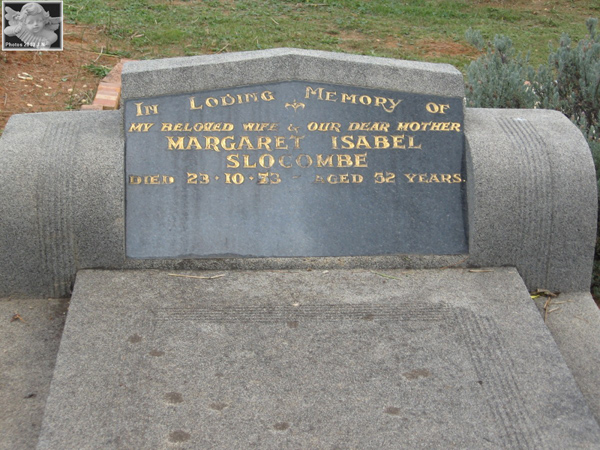 In Loving Memory of
my beloved wife & our dear mother
MARGARET ISABEL
SLOCOMBE
Died 23·10·53 aged 52 years.